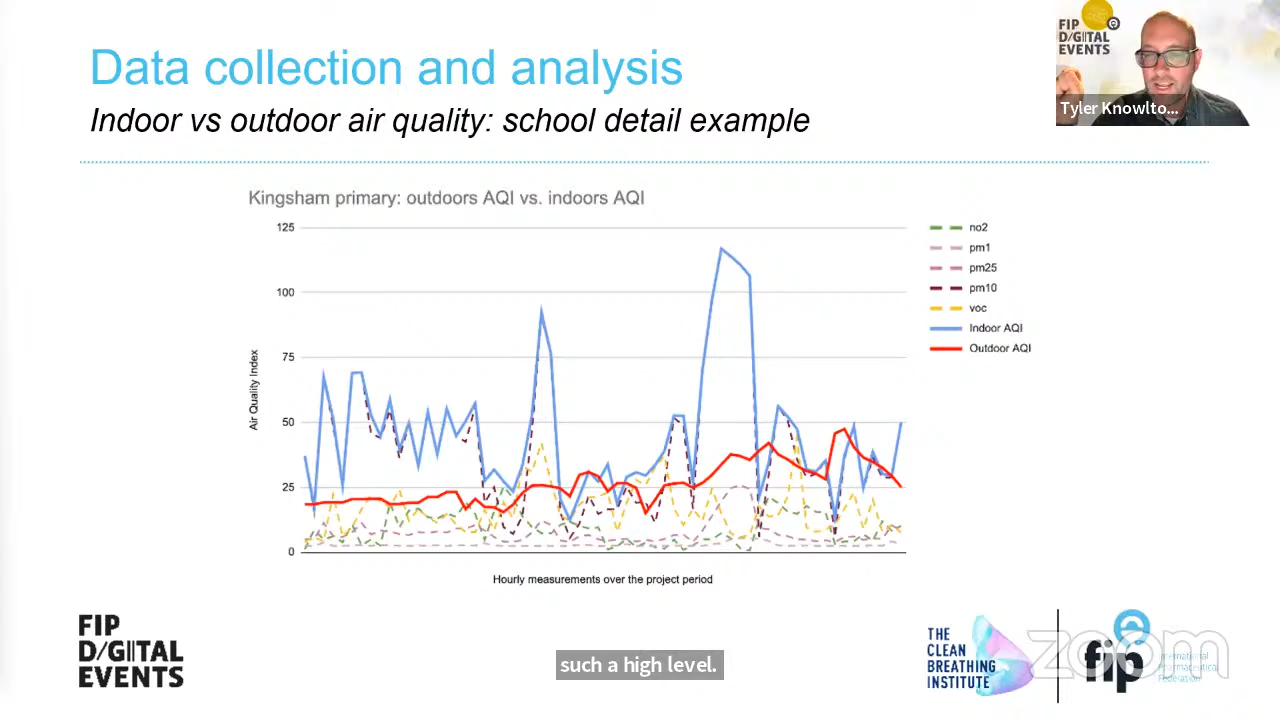 Data collection and analysis
Indoor vs outdoor air quality: school detail example
FIP
D/G/TAL
EVENTS
Tyler Knowlto...
Kingsham primary: outdoors AQI vs. indoors AQI
125
100
75
50
25
0
Air Quality Index
Hourly measurements over the project period
no2
pm1
pm25
pm10
voc
Indoor AQI
Outdoor AQI
FIP
D/G/TAL
EVENTS
such a high level.
THE
CLEAN
BREATHING
INSTITUTE
zoom
fip
International
Pharmaceutical
Federation